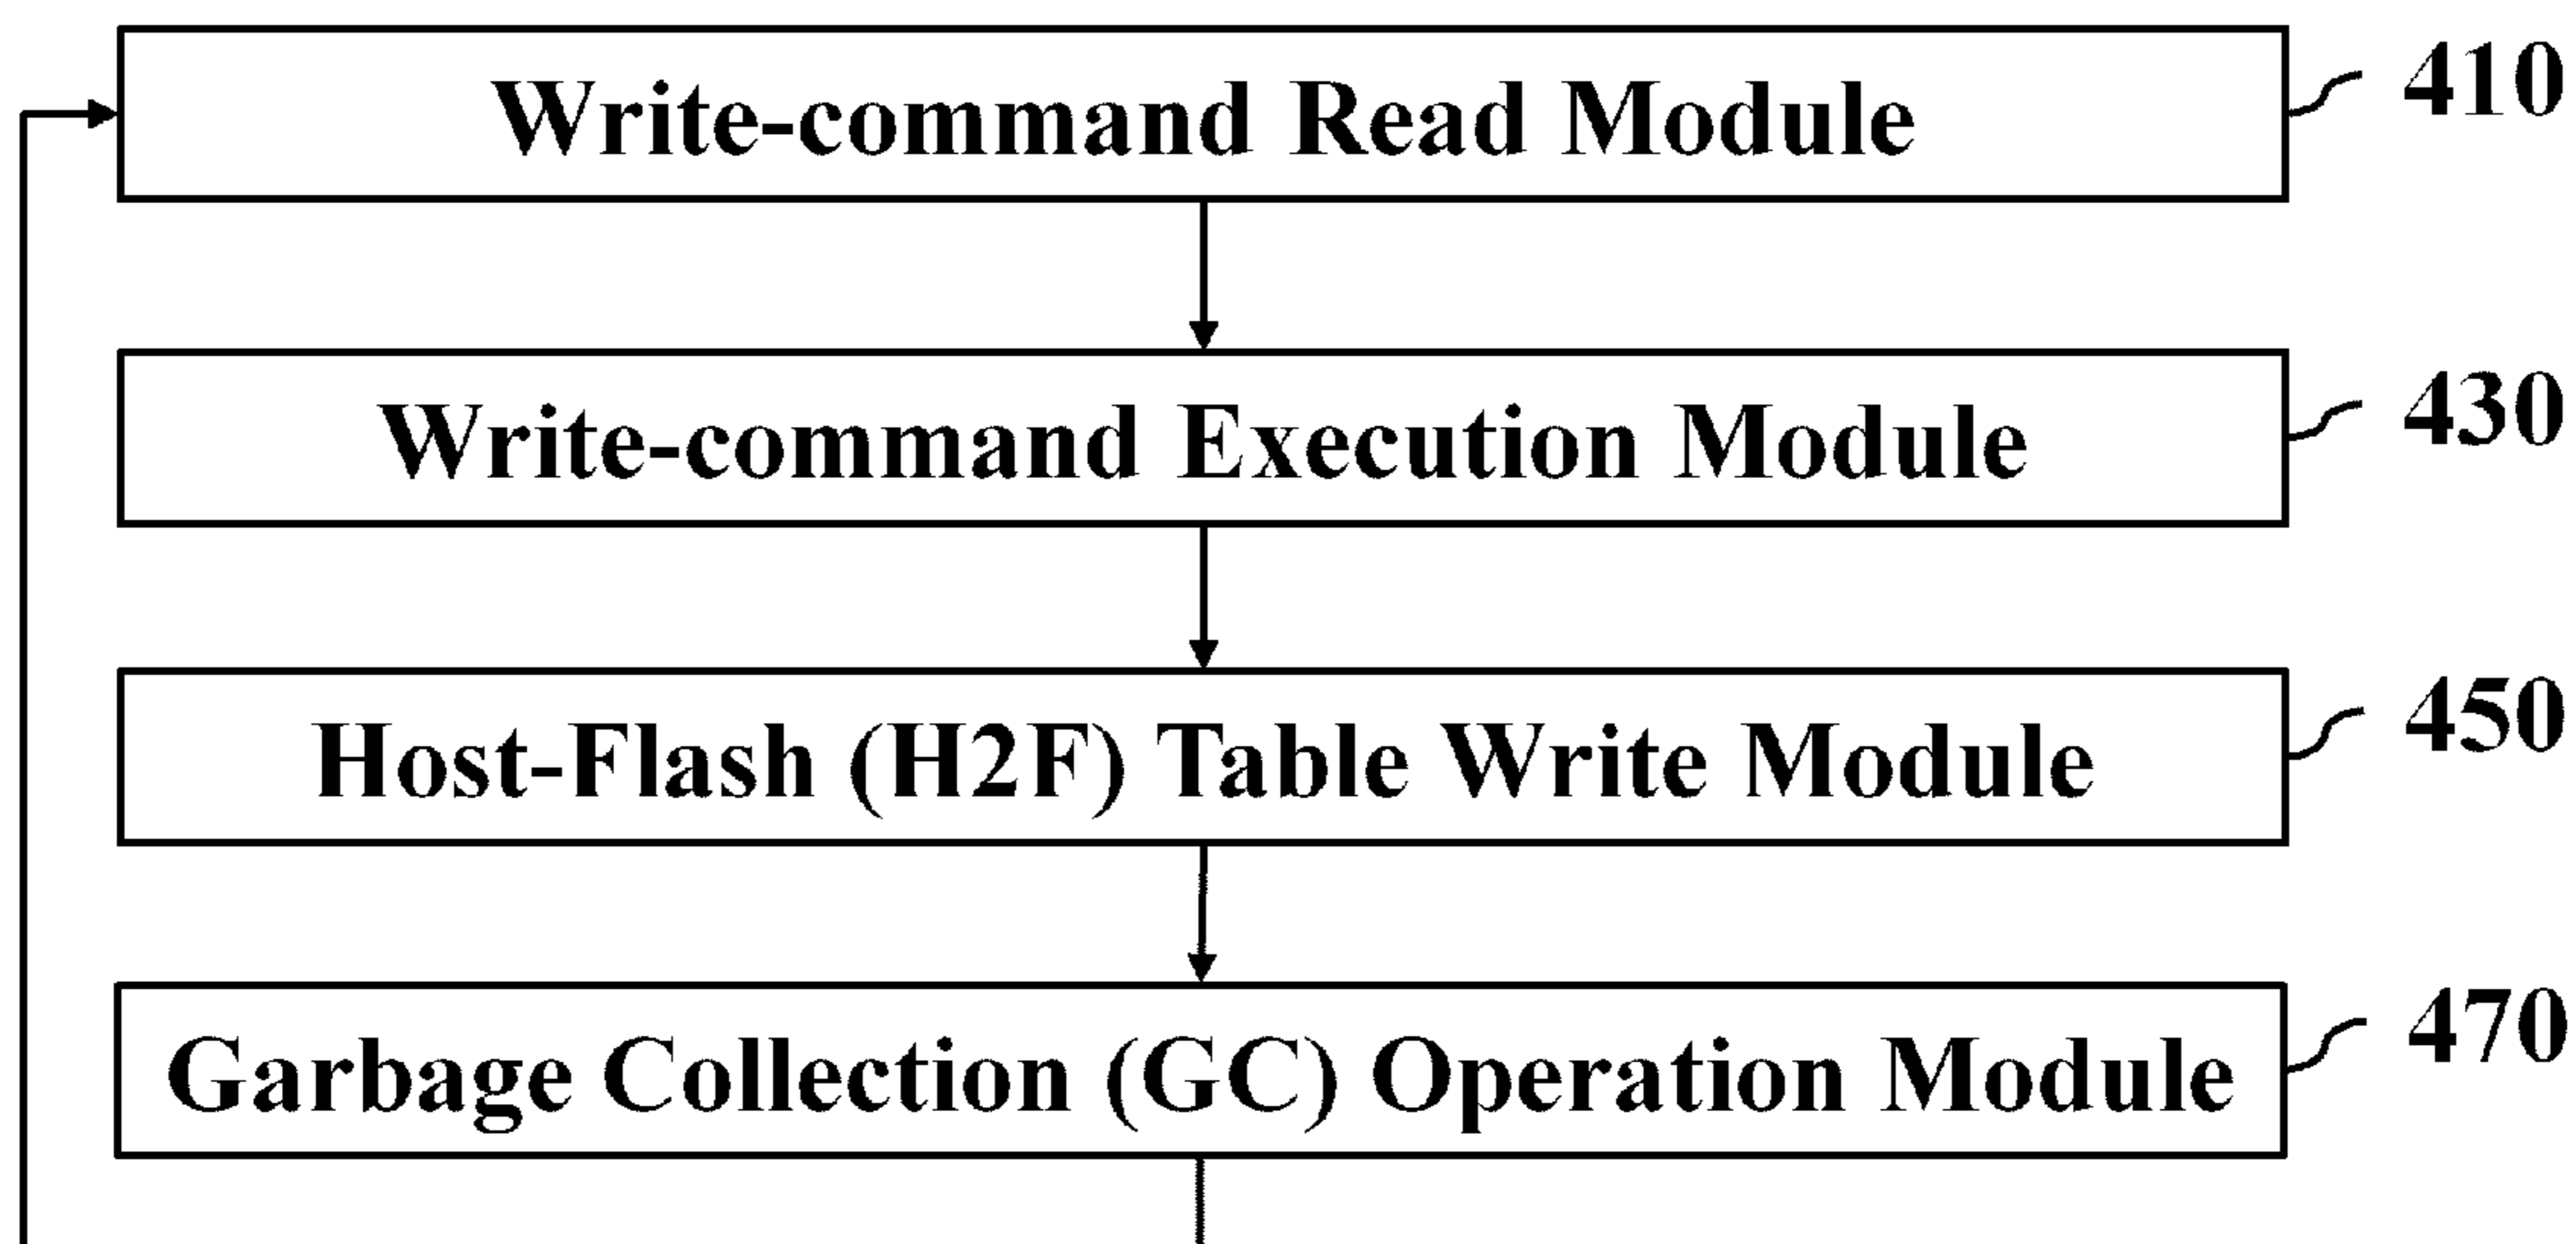 Write-command Read Module 410
Write-command Execution Module 430
Host-Flash (H2F) Table Write Module 450
Garbage Collection (GC) Operation Module 470